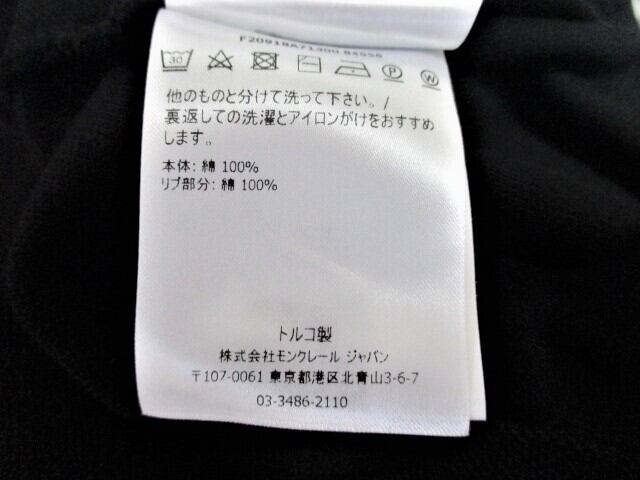 F20918A71300 84556
30
P
W
他のものと分けて洗って下さい。/
裏返しての洗濯とアイロンがけをおすすめ
します。
本体: 綿 100%
リブ部分: 綿 100%
トルコ製
株式会社モンクレール ジャパン
〒107-0061 東京都港区北青山3-6-7
03-3486-2110